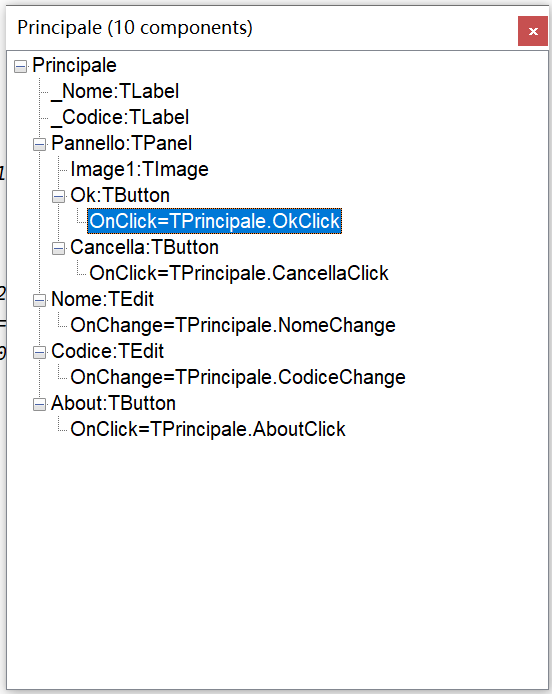 Principale (10 components)
x
Principale
_Nome:TLabel
_Codice:TLabel
Pannello:TPanel
Image1:TImage
Ok:TButton
OnClick=TPrincipale.OkClick
Cancella:TButton
OnClick=TPrincipale.CancellaClick
Nome:TEdit
OnChange=TPrincipale.NomeChange
Codice:TEdit
OnChange=TPrincipale.CodiceChange
About:TButton
OnClick=TPrincipale.AboutClick